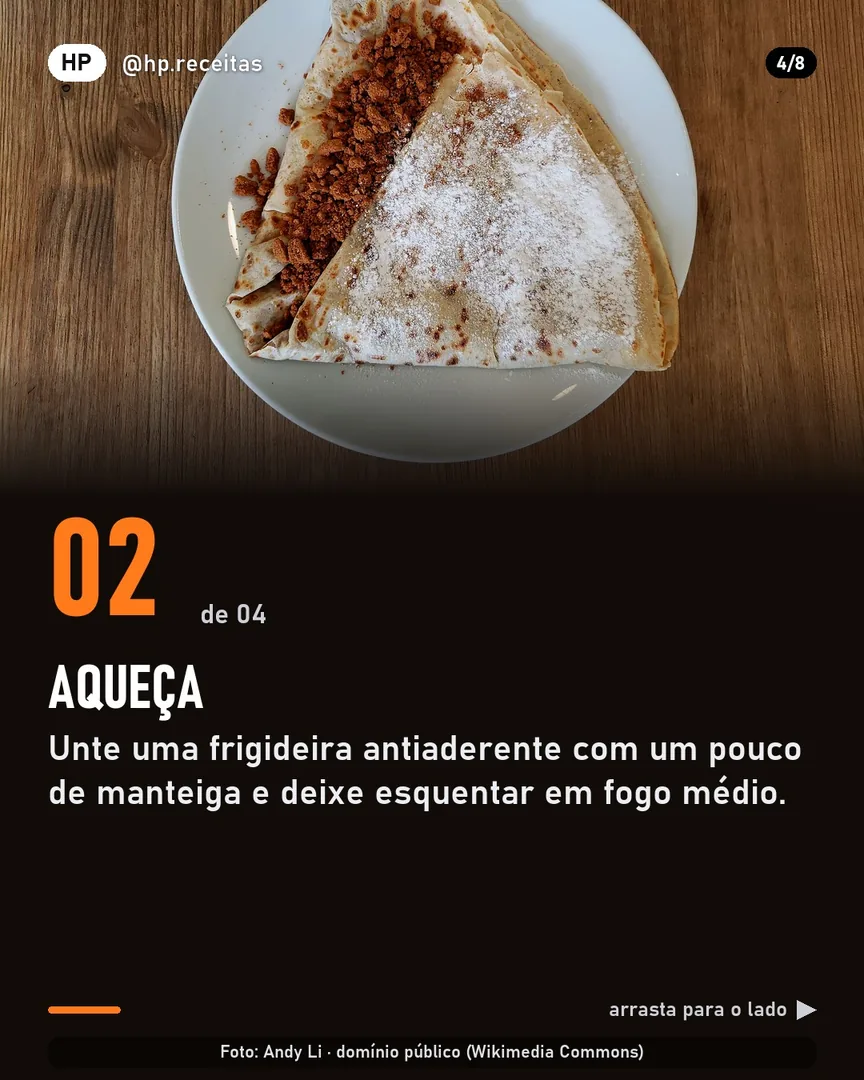 HP @hp.receitas 4/8
02 de 04
AQUEÇA
Unte uma frigideira antiaderente com um pouco
de manteiga e deixe esquentar em fogo médio.
arrasta para o lado ▶
Foto: Andy Li · domínio público (Wikimedia Commons)